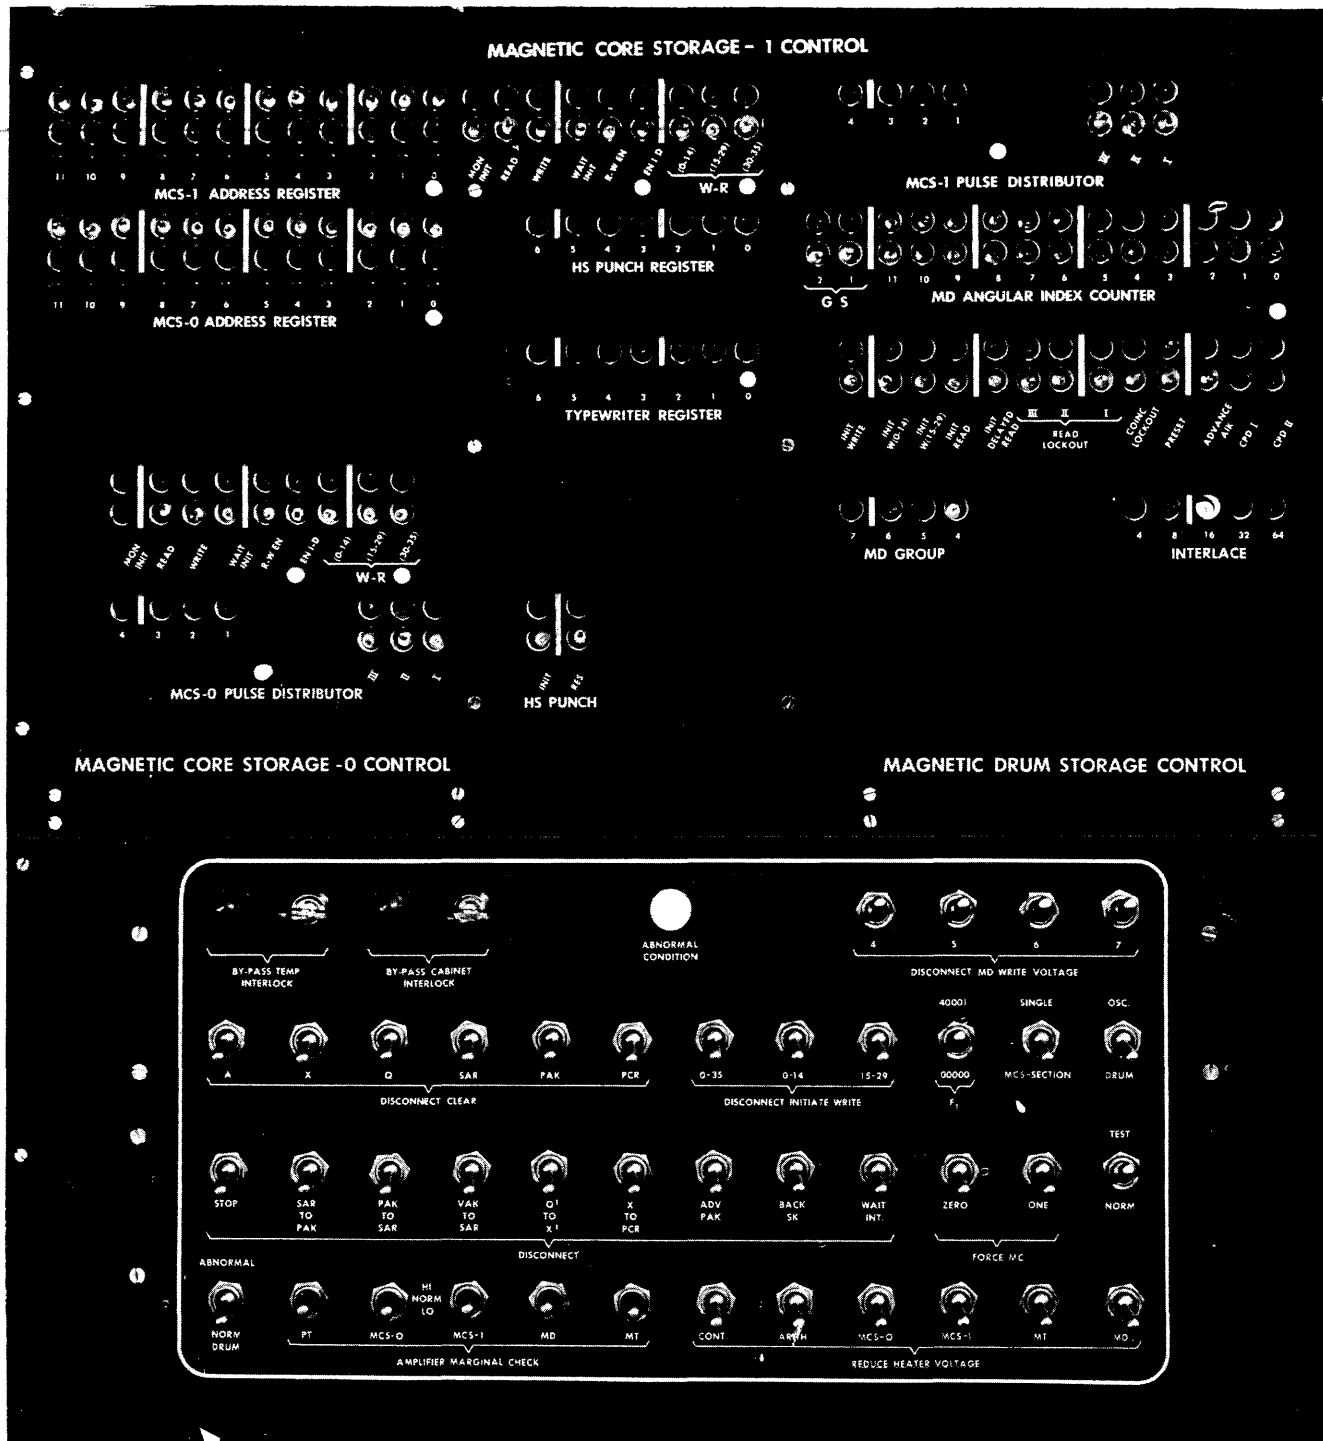 MAGNETIC CORE STORAGE - 1 CONTROL
11 10 9 8 7 6 5 4 3 2 1 0
MCS-1 ADDRESS REGISTER
MON INIT READ WRITE WAIT INIT R-W EN EN I-D (0-14) (15-29) (30-35)
W-R
4 3 2 1 III II I
MCS-1 PULSE DISTRIBUTOR
11 10 9 8 7 6 5 4 3 2 1 0
MCS-0 ADDRESS REGISTER
6 5 4 3 2 1 0
HS PUNCH REGISTER
2 1 11 10 9 8 7 6 5 4 3 2 1 0
G S
MD ANGULAR INDEX COUNTER
6 5 4 3 2 1 0
TYPEWRITER REGISTER
INIT WRITE INIT W(0-14) INIT W(15-29) INIT READ INIT DELAYED READ III II I COINC LOCKOUT PRESET ADVANCE AIK CPD I CPD II
READ LOCKOUT
MON INIT READ WRITE WAIT INIT R-W EN EN I-D (0-14) (15-29) (30-35)
W-R
7 6 5 4
MD GROUP
4 8 16 32 64
INTERLACE
4 3 2 1 III II I
MCS-0 PULSE DISTRIBUTOR
INIT RES
HS PUNCH
MAGNETIC CORE STORAGE -0 CONTROL
MAGNETIC DRUM STORAGE CONTROL
BY-PASS TEMP INTERLOCK
BY-PASS CABINET INTERLOCK
ABNORMAL CONDITION
4 5 6 7
DISCONNECT MD WRITE VOLTAGE
40001 SINGLE OSC.
A X Q SAR PAK PCR 0-35 0-14 15-29 00000 MCS-SECTION DRUM
DISCONNECT CLEAR
DISCONNECT INITIATE WRITE
F1
TEST
STOP
SAR TO PAK
PAK TO SAR
VAK TO SAR
Q1 TO X1
X TO PCR
ADV PAK
BACK SK
WAIT INT.
ZERO ONE NORM
DISCONNECT
FORCE MC
ABNORMAL
HI
NORM
LO
NORM DRUM
PT MCS-0 MCS-1 MD MT CONT. ARITH MCS-0 MCS-1 MT MD
AMPLIFIER MARGINAL CHECK
REDUCE HEATER VOLTAGE